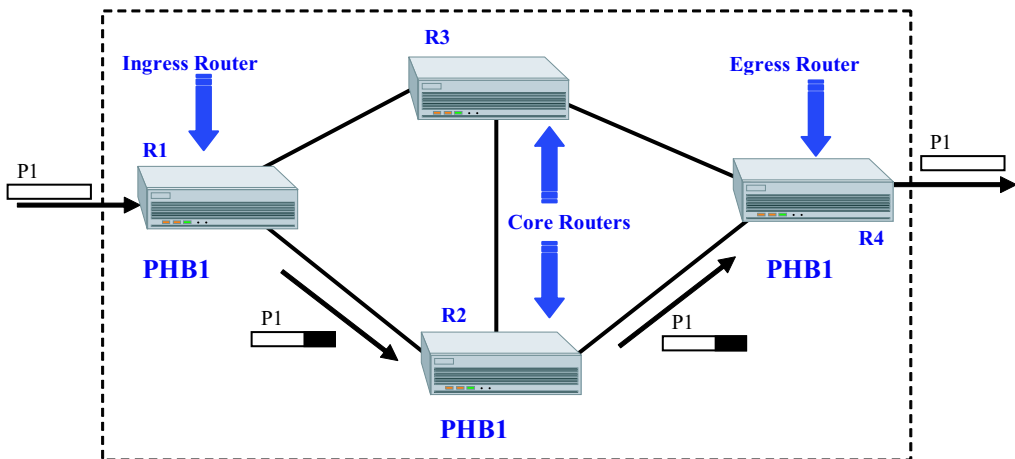 R3
Ingress Router
Egress Router
R1
P1
P1
Core Routers
R4
PHB1
PHB1
R2
P1
P1
PHB1